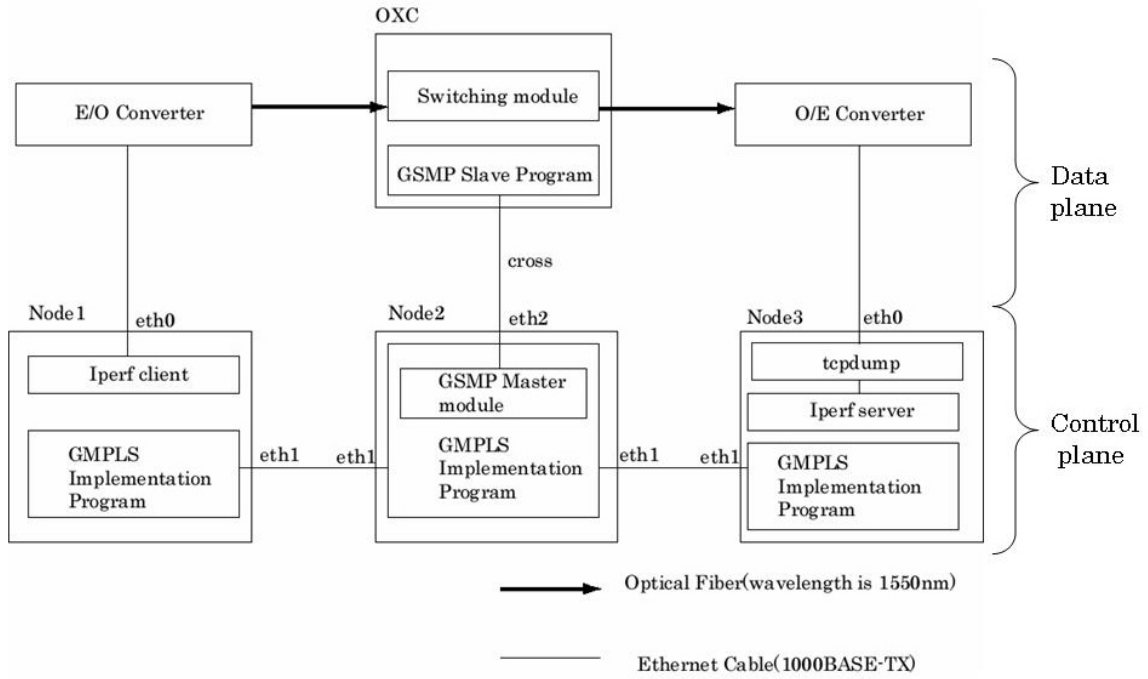 OXC
Switching module
E/O Converter
O/E Converter
GSMP Slave Program
Data
plane
cross
Node1
eth0
Node2
eth2
Node3
eth0
Iperf client
GSMP Master
module
tcpdump
Iperf server
GMPLS
Implementation
Program
eth1
eth1
GMPLS
Implementation
Program
eth1
eth1
GMPLS
Implementation
Program
Control
plane
Optical Fiber(wavelength is 1550nm)
Ethernet Cable(1000BASE-TX)